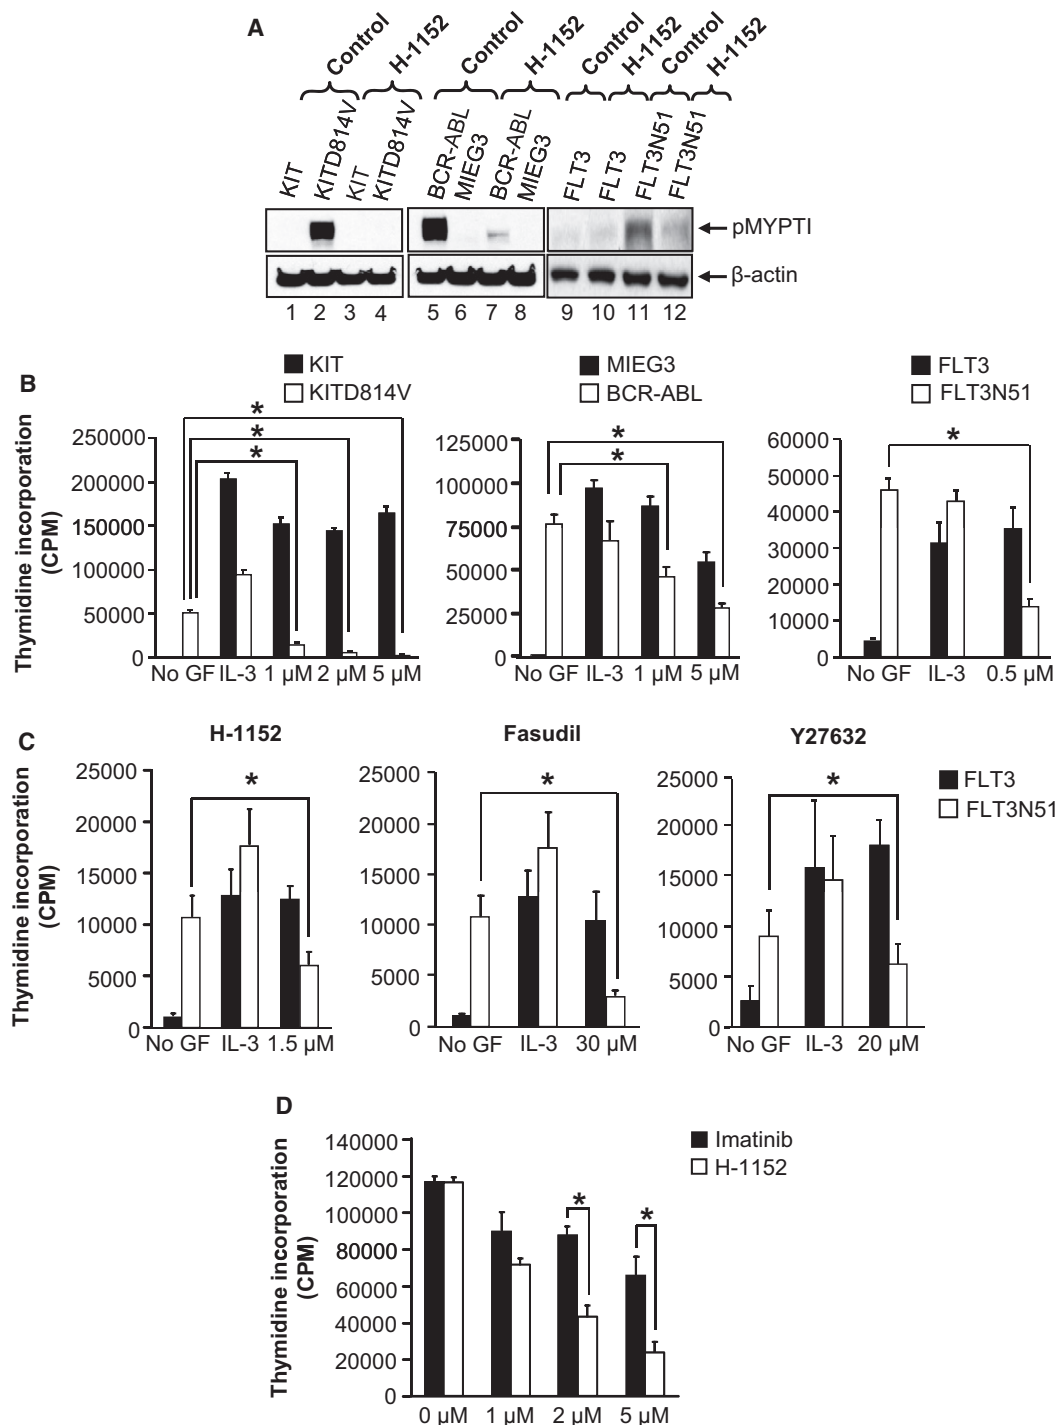 A
Control H-1152 Control H-1152 Control H-1152 Control H-1152
KIT KITD814V KIT KITD814V BCR-ABL MIEG3 BCR-ABL MIEG3 FLT3 FLT3 FLT3N51 FLT3N51
pMYPTI
β-actin
1 2 3 4 5 6 7 8 9 10 11 12
B
KIT
KITD814V
MIEG3
BCR-ABL
FLT3
FLT3N51
Thymidine incorporation
(CPM)
250000
200000
150000
100000
50000
0
* * *
No GF IL-3 1 µM 2 µM 5 µM
125000
100000
75000
50000
25000
0
* *
No GF IL-3 1 µM 5 µM
60000
50000
40000
30000
20000
10000
0
*
No GF IL-3 0.5 µM
C
H-1152
Fasudil
Y27632
FLT3
FLT3N51
Thymidine incorporation
(CPM)
25000
20000
15000
10000
5000
0
*
No GF IL-3 1.5 µM
25000
20000
15000
10000
5000
0
*
No GF IL-3 30 µM
25000
20000
15000
10000
5000
0
*
No GF IL-3 20 µM
D
Imatinib
H-1152
Thymidine incorporation
(CPM)
140000
120000
100000
80000
60000
40000
20000
0
* *
0 µM 1 µM 2 µM 5 µM